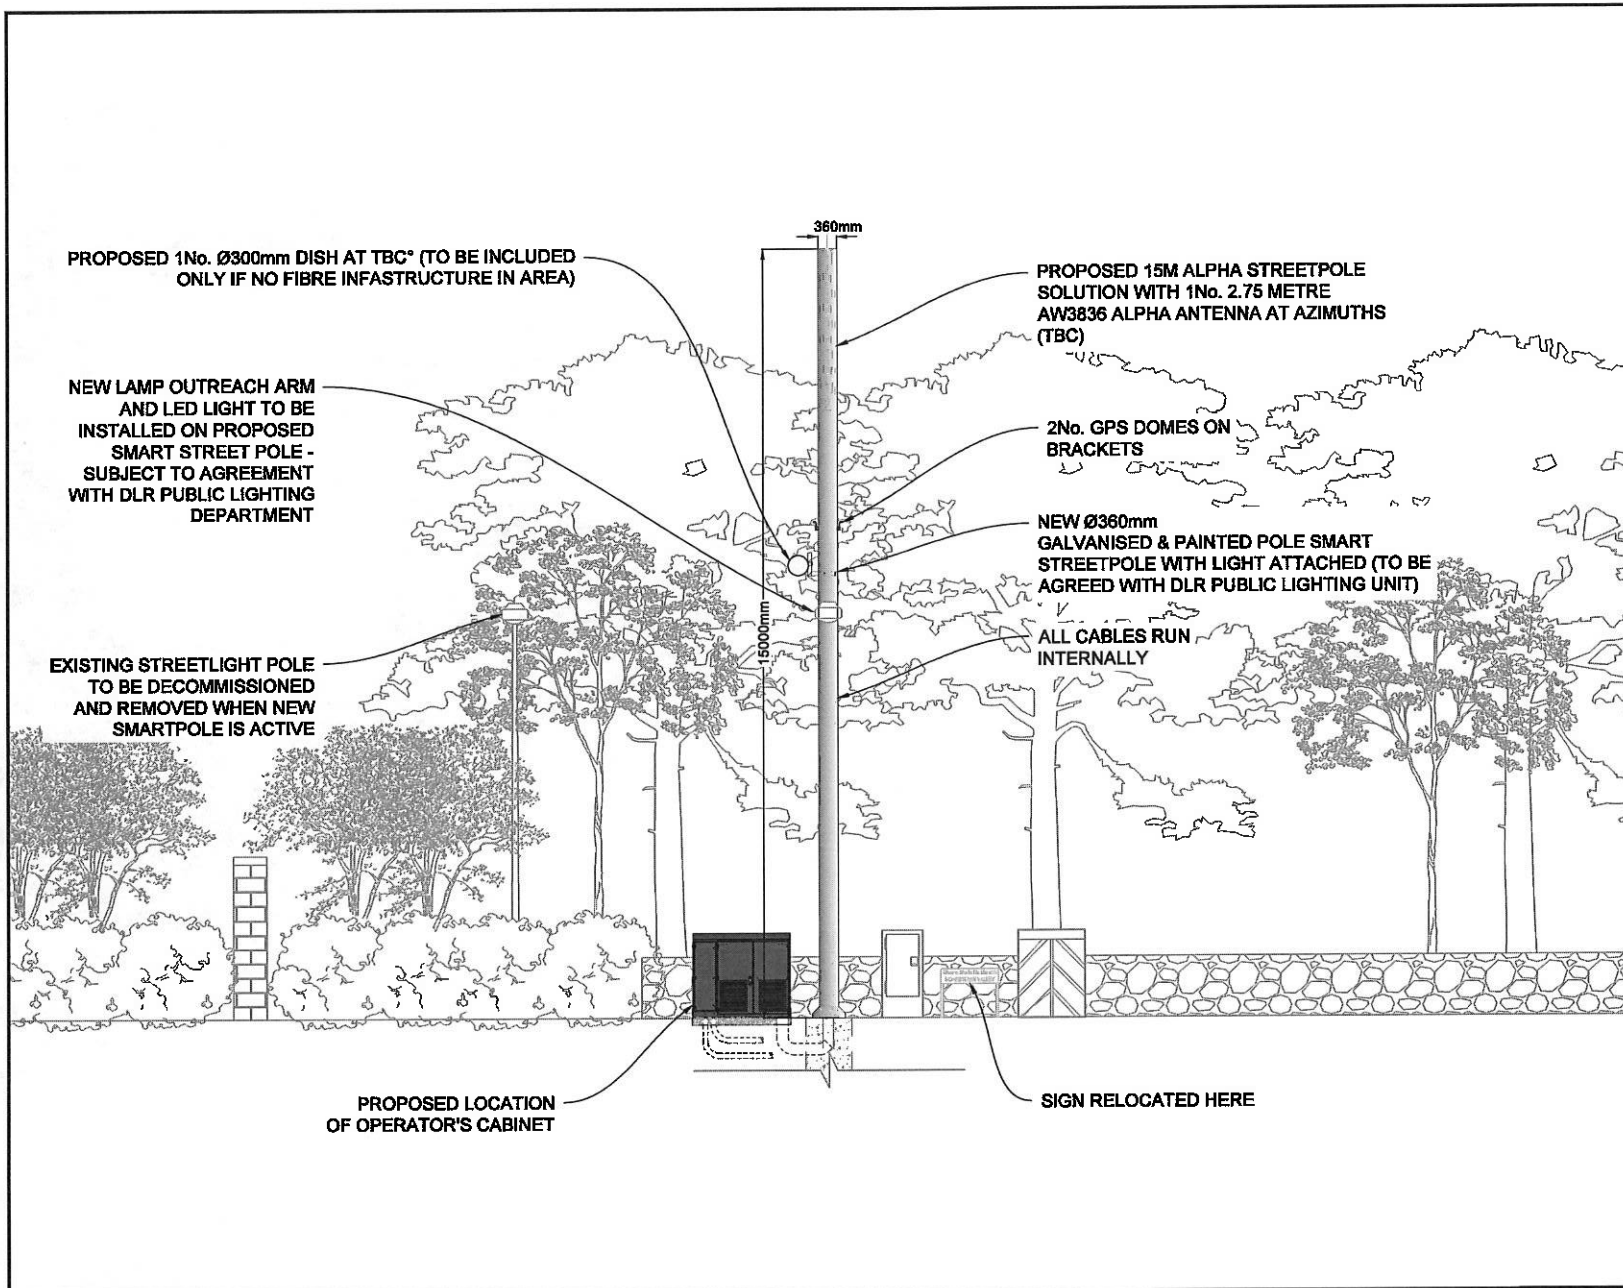 360mm
PROPOSED 1No. Ø300mm DISH AT TBC° (TO BE INCLUDED
ONLY IF NO FIBRE INFASTRUCTURE IN AREA)
PROPOSED 15M ALPHA STREETPOLE
SOLUTION WITH 1No. 2.75 METRE
AW3836 ALPHA ANTENNA AT AZIMUTHS
(TBC)
NEW LAMP OUTREACH ARM
AND LED LIGHT TO BE
INSTALLED ON PROPOSED
SMART STREET POLE -
SUBJECT TO AGREEMENT
WITH DLR PUBLIC LIGHTING
DEPARTMENT
2No. GPS DOMES ON
BRACKETS
NEW Ø360mm
GALVANISED & PAINTED POLE SMART
STREETPOLE WITH LIGHT ATTACHED (TO BE
AGREED WITH DLR PUBLIC LIGHTING UNIT)
15000mm
ALL CABLES RUN
INTERNALLY
EXISTING STREETLIGHT POLE
TO BE DECOMMISSIONED
AND REMOVED WHEN NEW
SMARTPOLE IS ACTIVE
PROPOSED LOCATION
OF OPERATOR'S CABINET
SIGN RELOCATED HERE